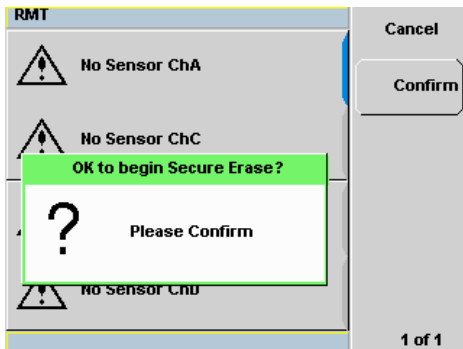 RMT
Cancel
No Sensor ChA
Confirm
No Sensor ChC
OK to begin Secure Erase?
? Please Confirm
No Sensor ChD
1 of 1